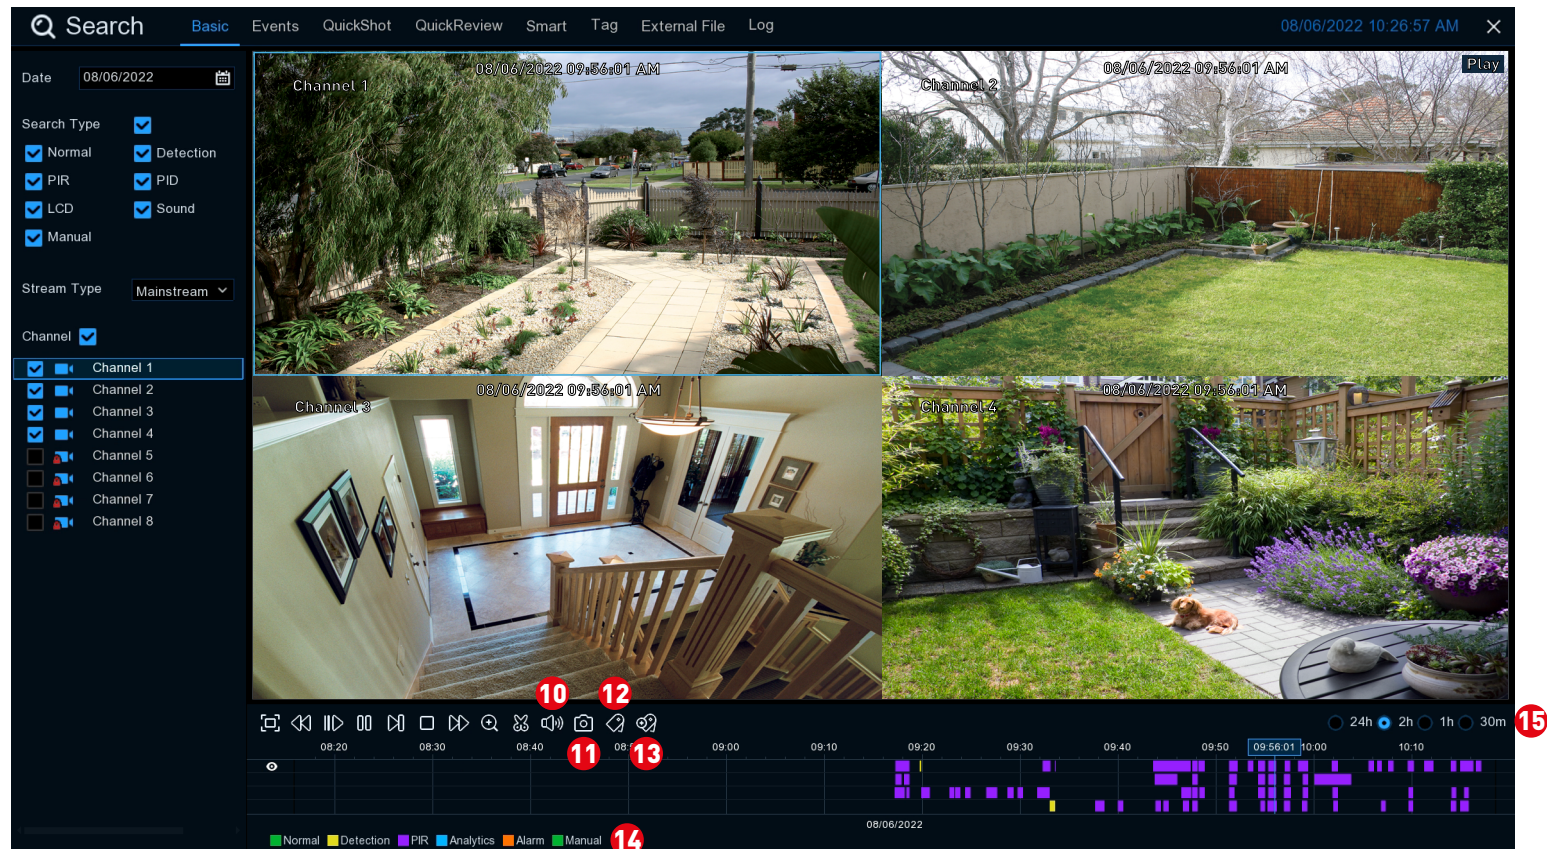 Search Basic Events QuickShot QuickReview Smart Tag External File Log 08/06/2022 10:26:57 AM
Date 08/06/2022
Search Type
Normal Detection
PIR PID
LCD Sound
Manual
Stream Type Mainstream
Channel
Channel 1
Channel 2
Channel 3
Channel 4
Channel 5
Channel 6
Channel 7
Channel 8
08/06/2022 09:56:01 AM
Channel 1
08/06/2022 09:56:01 AM Play
Channel 2
08/06/2022 09:56:01 AM
Channel 3
08/06/2022 09:56:01 AM
Channel 4
10 12
24h 2h 1h 30m 15
11 13
08:20 08:30 08:40 09:00 09:10 09:20 09:30 09:40 09:50 09:56:01 10:00 10:10
08/06/2022
Normal Detection PIR Analytics Alarm Manual 14